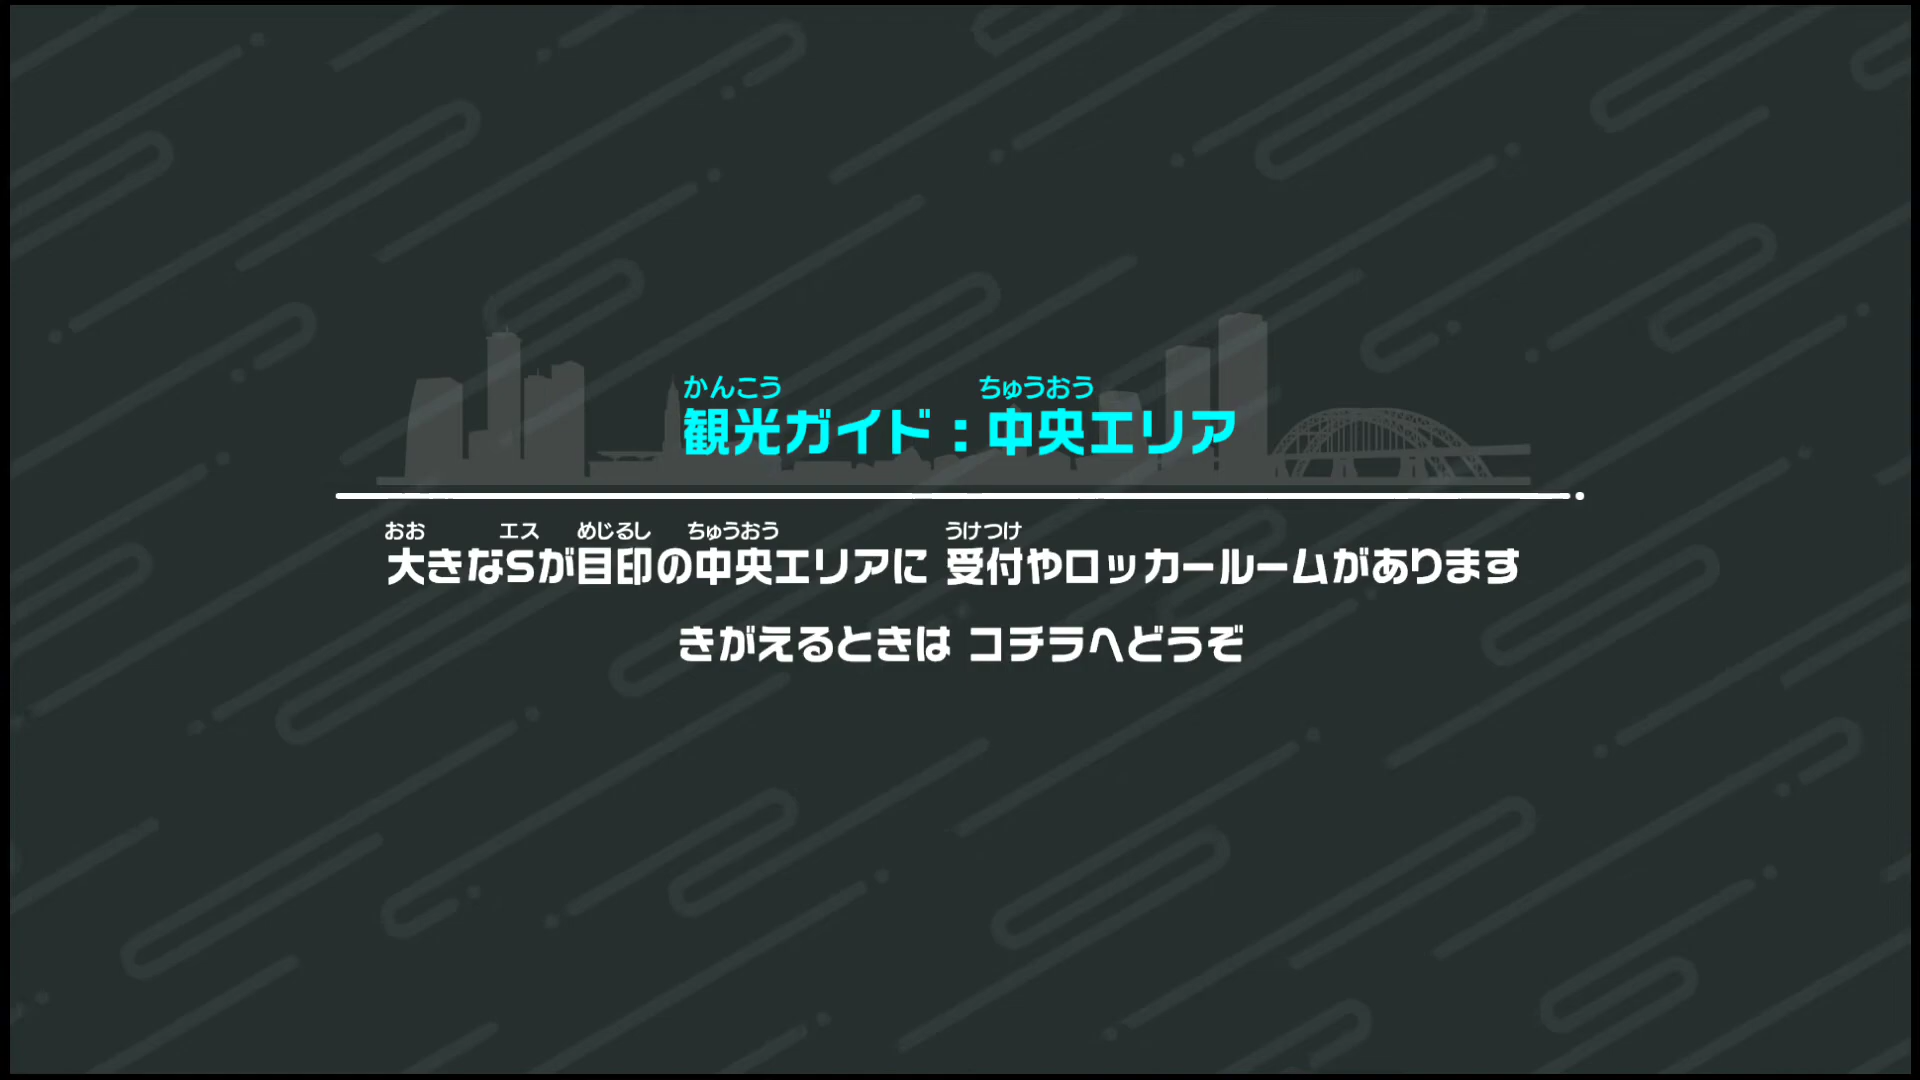 かんこう ちゅうおう
観光ガイド：中央エリア
おお エス めじるし ちゅうおう うけつけ
大きなSが目印の中央エリアに 受付やロッカールームがあります
きがえるときは コチラへどうぞ